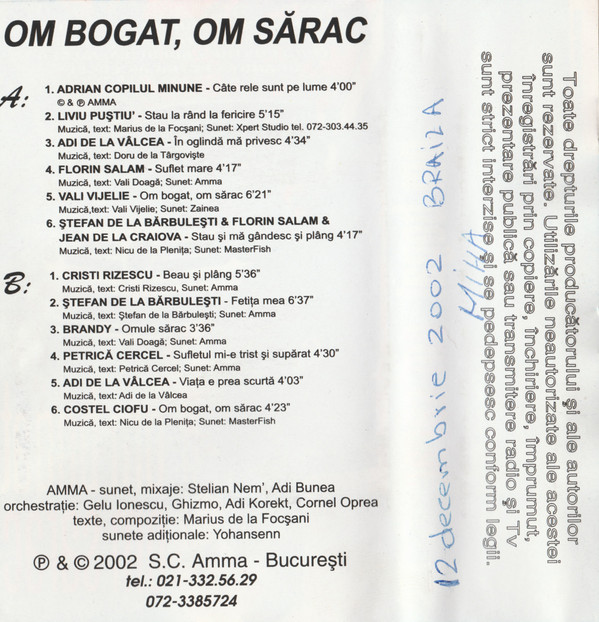 OM BOGAT, OM SĂRAC
A:
1. ADRIAN COPILUL MINUNE - Câte rele sunt pe lume 4'00"
© & ℗ AMMA
2. LIVIU PUŞTIU' - Stau la rând la fericire 5'15"
Muzică, text: Marius de la Focşani; Sunet: Xpert Studio tel. 072-303.44.35
3. ADI DE LA VÂLCEA - În oglindă mă privesc 4'34"
Muzică, text: Doru de la Târgovişte
4. FLORIN SALAM - Suflet mare 4'17"
Muzică, text: Vali Doagă; Sunet: Amma
5. VALI VIJELIE - Om bogat, om sărac 6'21"
Muzică,text: Vali Vijelie; Sunet: Zainea
6. ŞTEFAN DE LA BĂRBULEŞTI & FLORIN SALAM &
JEAN DE LA CRAIOVA - Stau şi mă gândesc şi plâng 4'17"
Muzică, text: Nicu de la Pleniţa; Sunet: MasterFish
B:
1. CRISTI RIZESCU - Beau şi plâng 5'36"
Muzică, text: Cristi Rizescu, Sunet: Amma
2. ŞTEFAN DE LA BĂRBULEŞTI - Fetiţa mea 6'37"
Muzică, text: Ştefan de la Bărbuleşti; Sunet: Amma
3. BRANDY - Omule sărac 3'36"
Muzică, text: Vali Doagă; Sunet: Amma
4. PETRICĂ CERCEL - Sufletul mi-e trist şi supărat 4'30"
Muzică, text: Petrică Cercel; Sunet: Amma
5. ADI DE LA VÂLCEA - Viaţa e prea scurtă 4'03"
Muzică, text: Adi de la Vâlcea
6. COSTEL CIOFU - Om bogat, om sărac 4'23"
Muzică, text: Nicu de la Pleniţa; Sunet: MasterFish
AMMA - sunet, mixaje: Stelian Nem', Adi Bunea
orchestraţie: Gelu Ionescu, Ghizmo, Adi Korekt, Cornel Oprea
texte, compoziţie: Marius de la Focşani
sunete adiţionale: Yohansenn
℗ & © 2002 S.C. Amma - Bucureşti
tel.: 021-332.56.29
072-3385724
12 decembrie 2002 BRAILA
MIHA
Toate drepturile producătorului şi ale autorilor
sunt rezervate. Utilizările neautorizate ale acestei
înregistrări prin copiere, închiriere, împrumut,
prezentare publică sau transmitere radio şi TV
sunt strict interzise şi se pedepsesc conform legii.